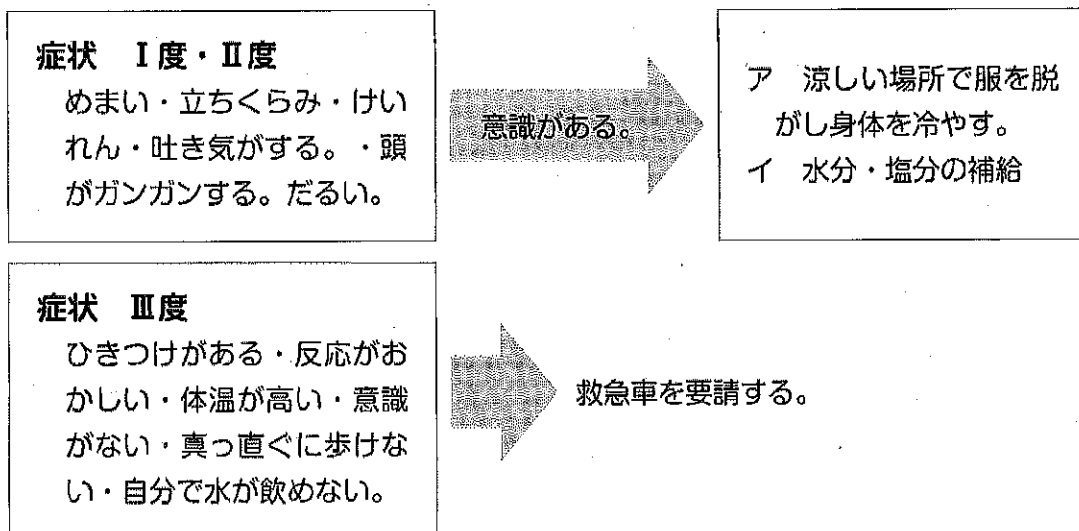 症状　Ⅰ度・Ⅱ度
めまい・立ちくらみ・けい
れん・吐き気がする。・頭
がガンガンする。だるい。
意識がある。
ア　涼しい場所で服を脱
がし身体を冷やす。
イ　水分・塩分の補給
症状　Ⅲ度
ひきつけがある・反応がお
かしい・体温が高い・意識
がない・真っ直ぐに歩けな
い・自分で水が飲めない。
救急車を要請する。